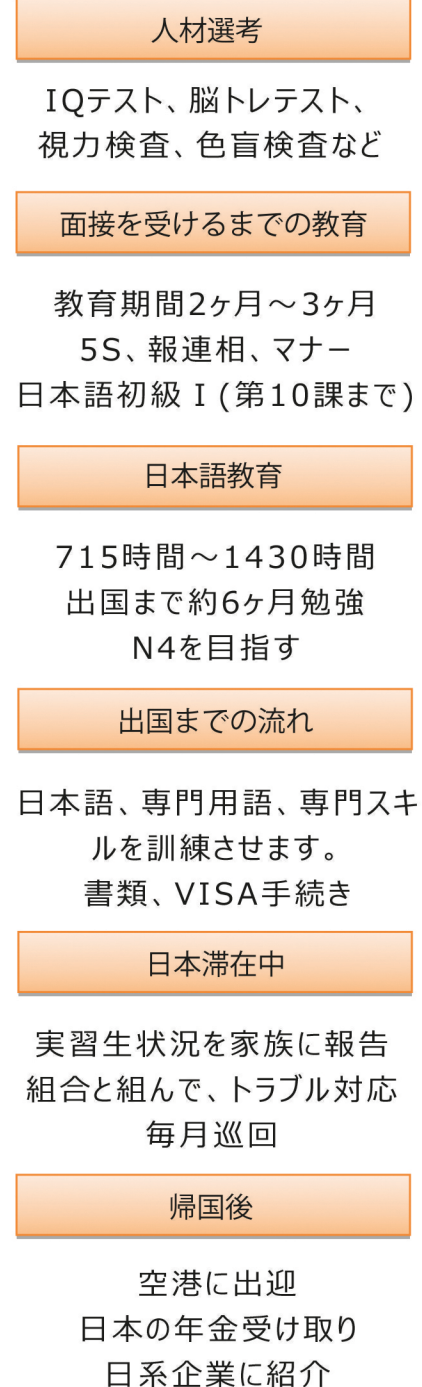 人材選考
IQテスト、脳トレテスト、
視力検査、色盲検査など
面接を受けるまでの教育
教育期間2ヶ月～3ヶ月
5S、報連相、マナー
日本語初級Ⅰ(第10課まで)
日本語教育
715時間～1430時間
出国まで約6ヶ月勉強
N4を目指す
出国までの流れ
日本語、専門用語、専門スキ
ルを訓練させます。
書類、VISA手続き
日本滞在中
実習生状況を家族に報告
組合と組んで、トラブル対応
毎月巡回
帰国後
空港に出迎
日本の年金受け取り
日系企業に紹介